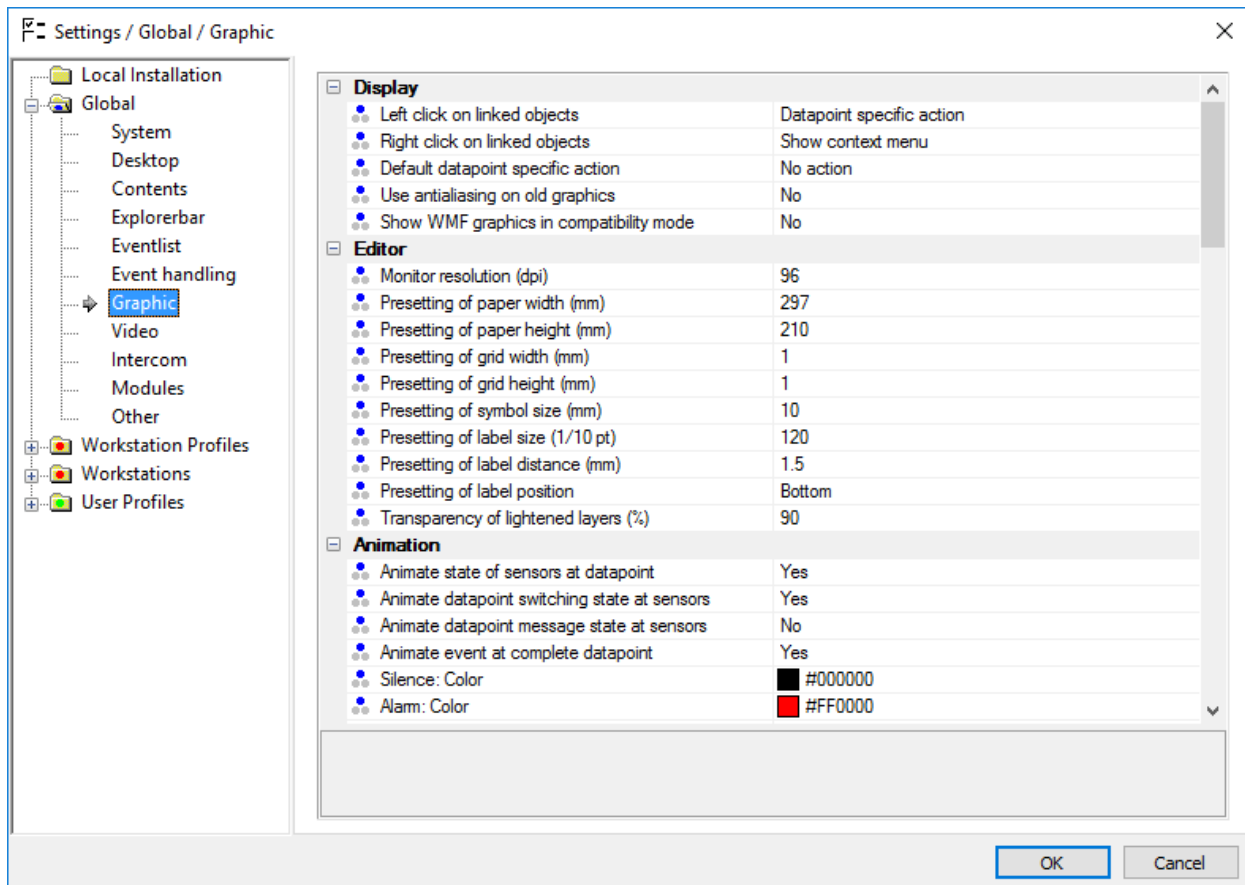 Settings / Global / Graphic
Local Installation
Global
System
Desktop
Contents
Explorerbar
Eventlist
Event handling
Graphic
Video
Intercom
Modules
Other
Workstation Profiles
Workstations
User Profiles
Display
Left click on linked objects Datapoint specific action
Right click on linked objects Show context menu
Default datapoint specific action No action
Use antialiasing on old graphics No
Show WMF graphics in compatibility mode No
Editor
Monitor resolution (dpi) 96
Presetting of paper width (mm) 297
Presetting of paper height (mm) 210
Presetting of grid width (mm) 1
Presetting of grid height (mm) 1
Presetting of symbol size (mm) 10
Presetting of label size (1/10 pt) 120
Presetting of label distance (mm) 1.5
Presetting of label position Bottom
Transparency of lightened layers (%) 90
Animation
Animate state of sensors at datapoint Yes
Animate datapoint switching state at sensors Yes
Animate datapoint message state at sensors No
Animate event at complete datapoint Yes
Silence: Color #000000
Alarm: Color #FF0000
OK Cancel